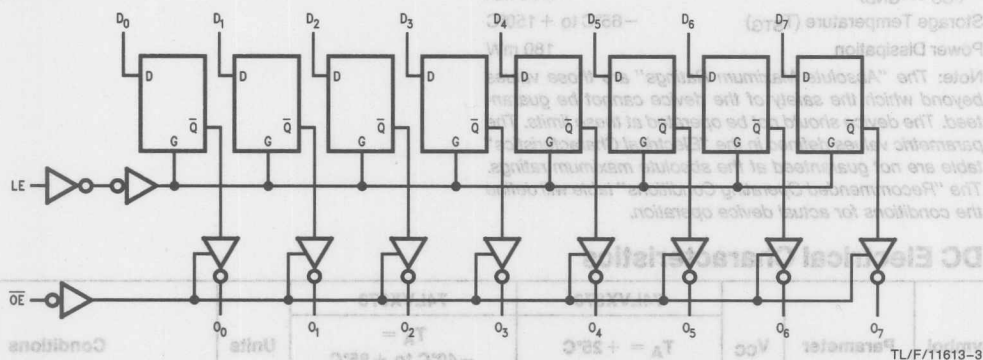 D0 D1 D2 D3 D4 D5 D6 D7
Storage Temperature (TSTG) −65°C to +150°C
Power Dissipation 180 mW
Note: The "Absolute Maximum Ratings" are those values
beyond which the safety of the device cannot be guaran-
teed. The device should not be operated at these limits. The
parametric values defined in the "Electrical Characteristics"
table are not guaranteed at the absolute maximum ratings.
The "Recommended Operating Conditions" table will define
the conditions for actual device operation.
D D D D D D D D
Q̅ Q̅ Q̅ Q̅ Q̅ Q̅ Q̅ Q̅
G G G G G G G G
LE
DC Electrical Characteristics
O̅E̅
O0 O1 O2 O3 O4 O5 O6 O7
Symbol Parameter VCC TA = +25°C TA = −40°C to +85°C Units Conditions
TL/F/11613-3